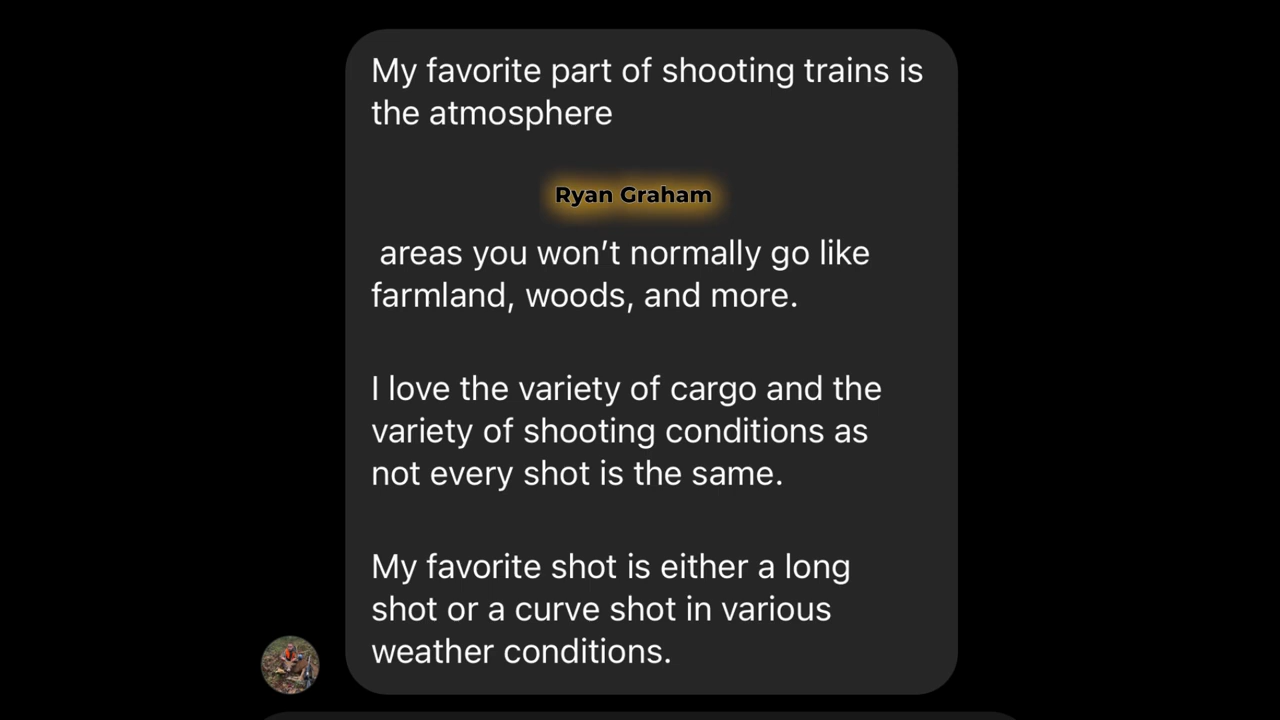 My favorite part of shooting trains is
the atmosphere
Ryan Graham
areas you won’t normally go like
farmland, woods, and more.
I love the variety of cargo and the
variety of shooting conditions as
not every shot is the same.
My favorite shot is either a long
shot or a curve shot in various
weather conditions.